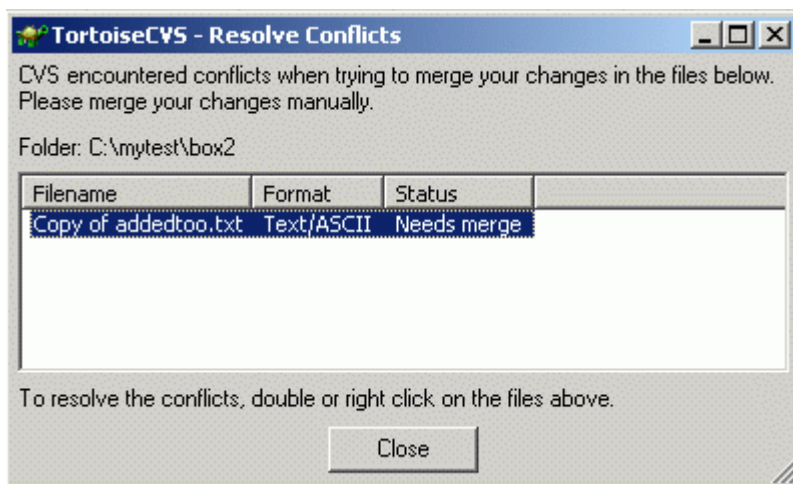 TortoiseCVS - Resolve Conflicts
CVS encountered conflicts when trying to merge your changes in the files below.
Please merge your changes manually.
Folder: C:\mytest\box2
Filename Format Status
Copy of addedtoo.txt Text/ASCII Needs merge
To resolve the conflicts, double or right click on the files above.
Close